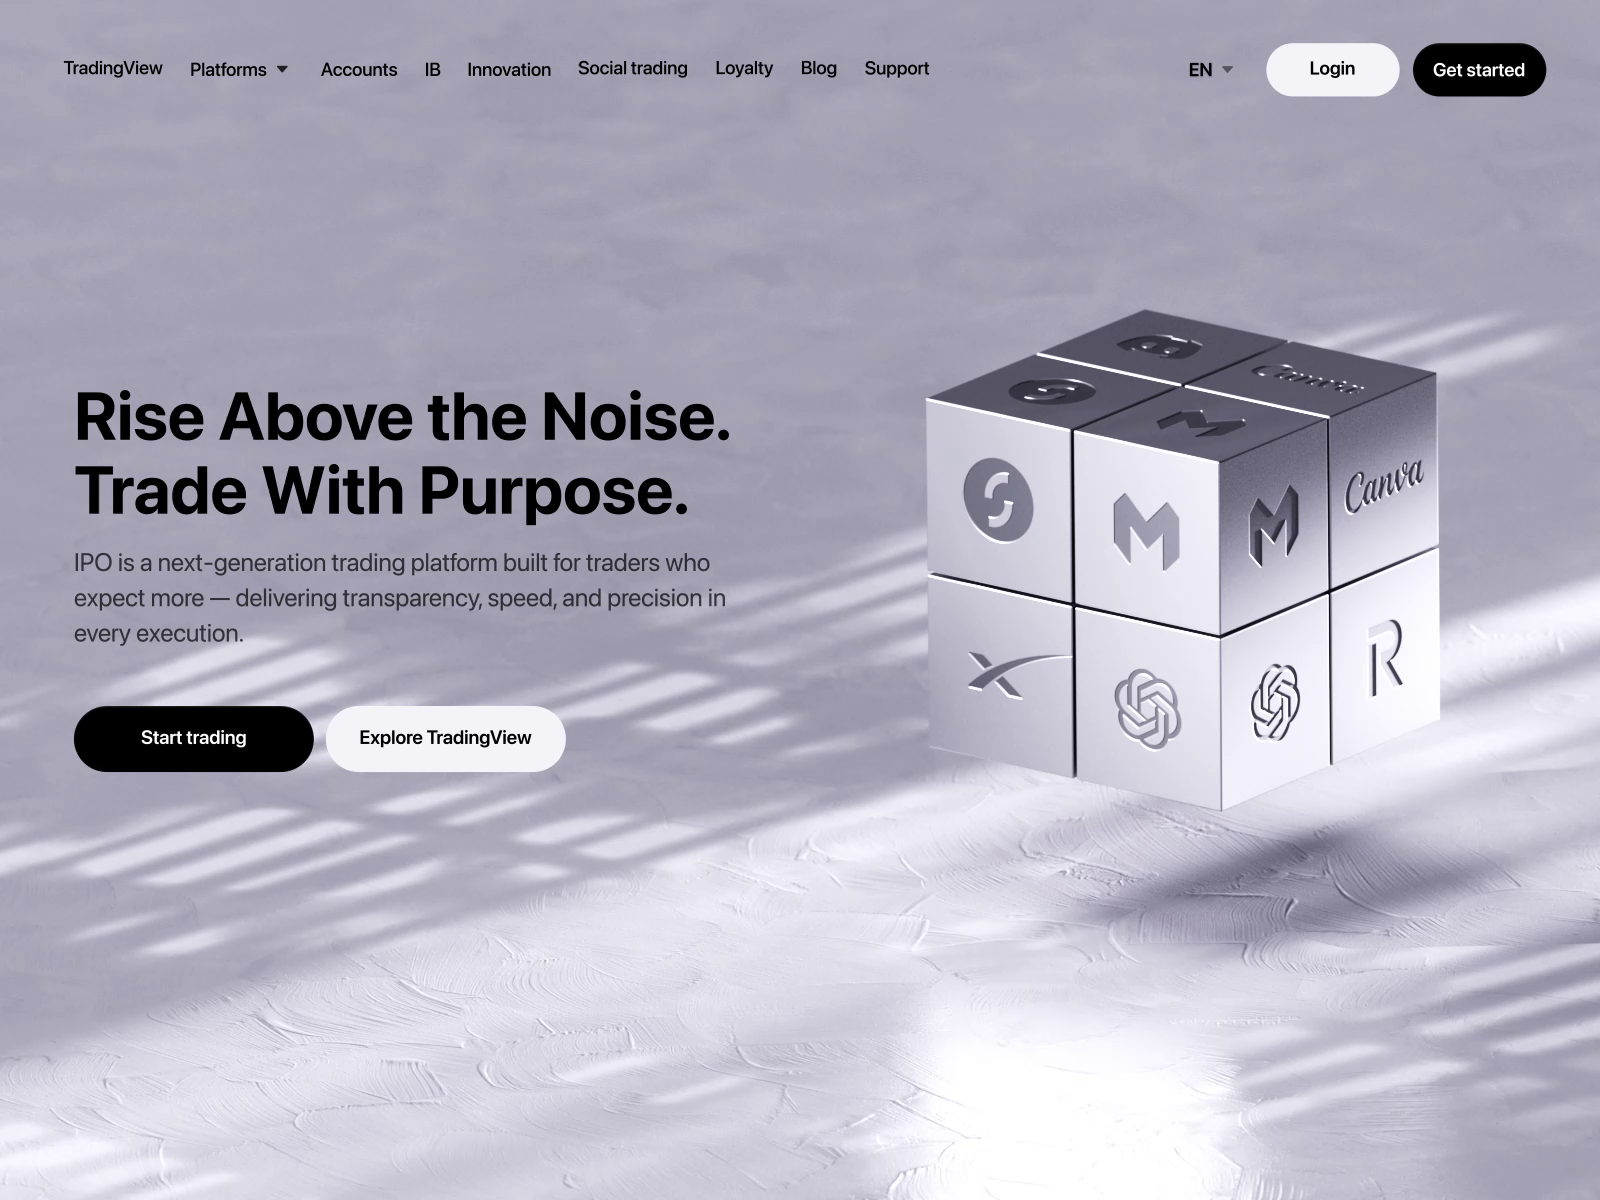 TradingView Platforms Accounts IB Innovation Social trading Loyalty Blog Support EN Login Get started
Rise Above the Noise.
Trade With Purpose.
IPO is a next-generation trading platform built for traders who
expect more — delivering transparency, speed, and precision in
every execution.
Start trading Explore TradingView
Canva
Canva
R